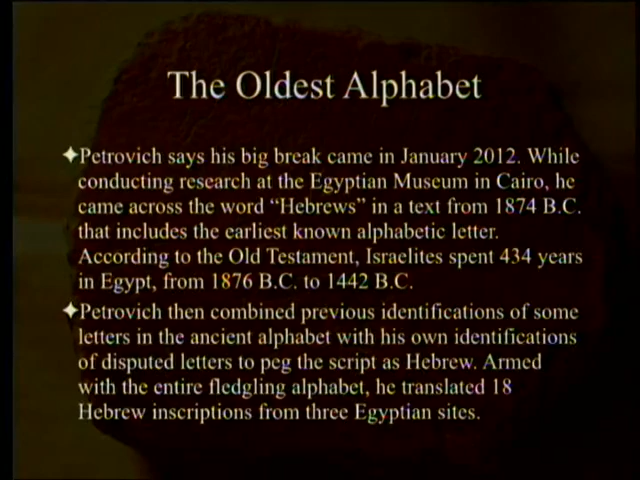 The Oldest Alphabet
✦Petrovich says his big break came in January 2012. While
conducting research at the Egyptian Museum in Cairo, he
came across the word “Hebrews” in a text from 1874 B.C.
that includes the earliest known alphabetic letter.
According to the Old Testament, Israelites spent 434 years
in Egypt, from 1876 B.C. to 1442 B.C.
✦Petrovich then combined previous identifications of some
letters in the ancient alphabet with his own identifications
of disputed letters to peg the script as Hebrew. Armed
with the entire fledgling alphabet, he translated 18
Hebrew inscriptions from three Egyptian sites.